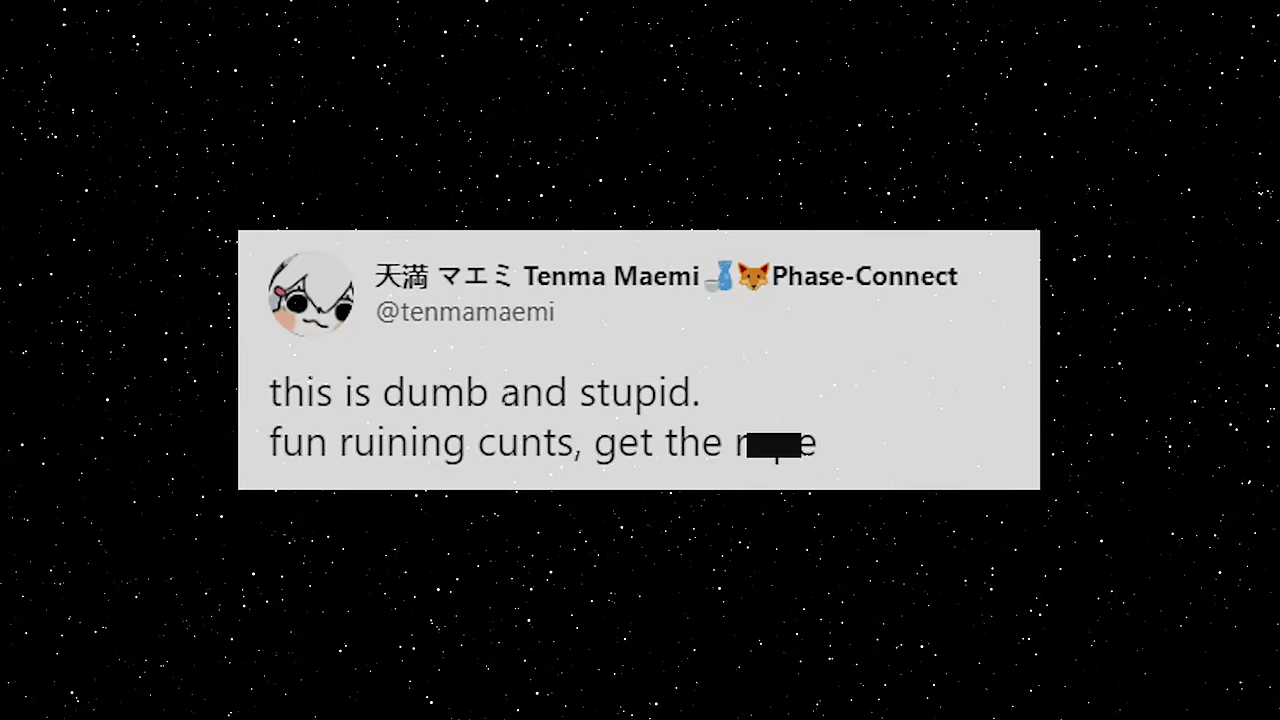 天満 マエミ Tenma Maemi🍶🦊Phase-Connect
@tenmamaemi
this is dumb and stupid.
fun ruining cunts, get the